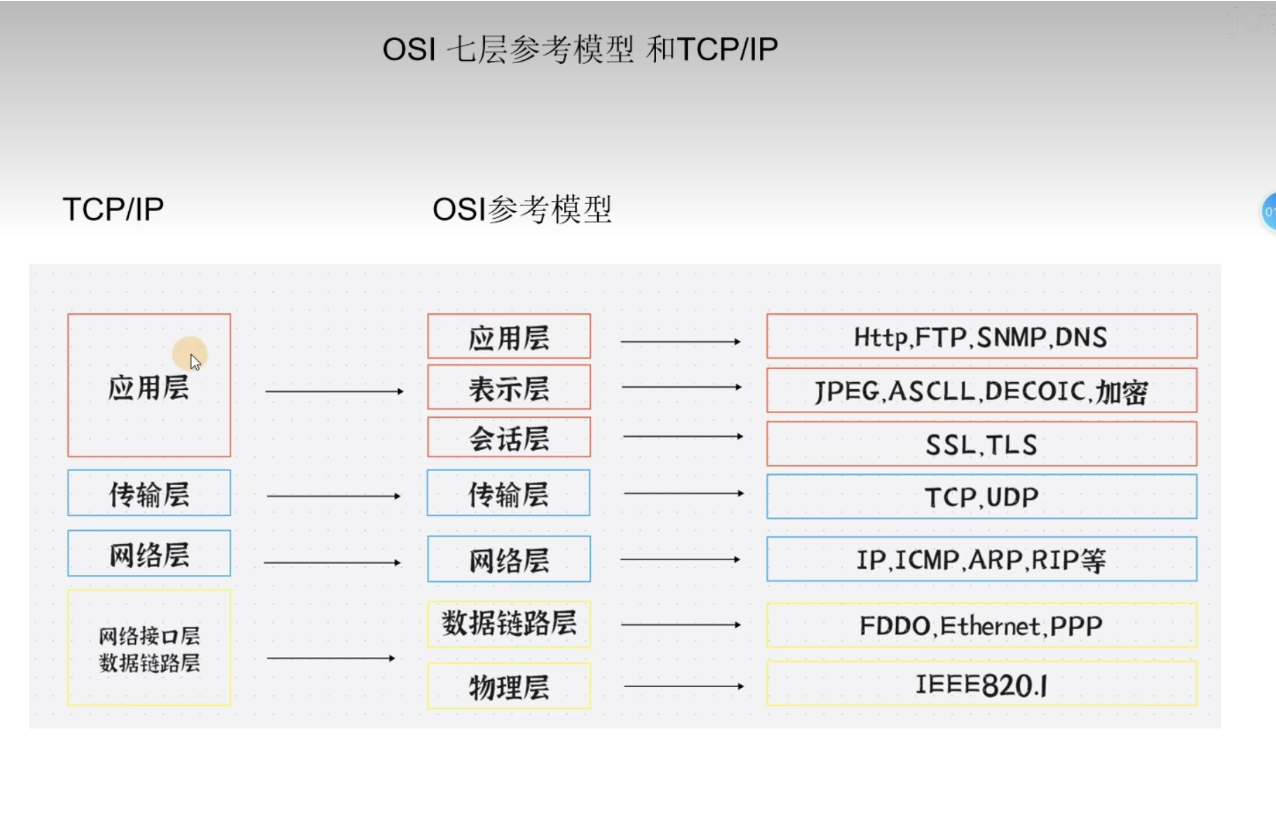 OSI 七层参考模型 和TCP/IP
TCP/IP
OSI参考模型
应用层
应用层
Http,FTP,SNMP,DNS
表示层
JPEG,ASCLL,DECOIC,加密
会话层
SSL,TLS
传输层
传输层
TCP,UDP
网络层
网络层
IP,ICMP,ARP,RIP等
网络接口层
数据链路层
数据链路层
FDDO,Ethernet,PPP
物理层
IEEE820.1